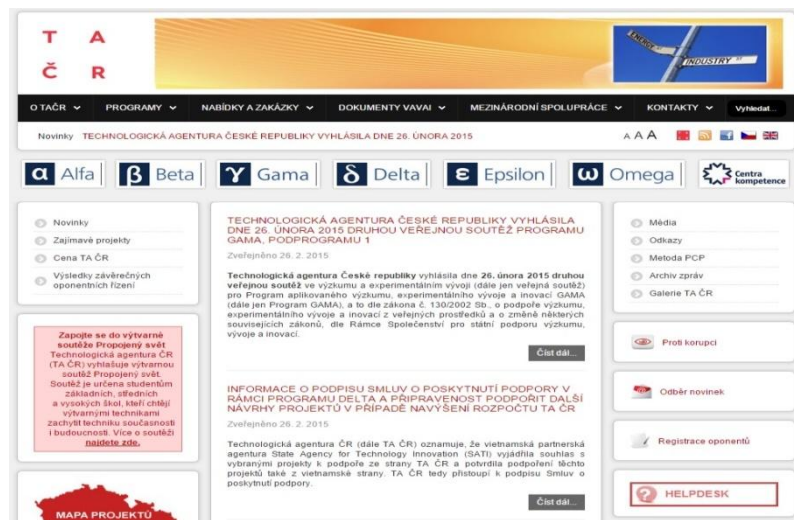 T A
Č R
ENERGY ST
INDUSTRY ST
O TAČR
PROGRAMY
NABÍDKY A ZAKÁZKY
DOKUMENTY VAVAI
MEZINÁRODNÍ SPOLUPRÁCE
KONTAKTY
Vyhledat...
Novinky TECHNOLOGICKÁ AGENTURA ČESKÉ REPUBLIKY VYHLÁSILA DNE 26. ÚNORA 2015
A A A
α Alfa
β Beta
γ Gama
δ Delta
ε Epsilon
ω Omega
Centra
kompetence
Novinky
Zajímavé projekty
Cena TA ČR
Výsledky závěrečných
oponentních řízení
Zapojte se do výtvarné
soutěže Propojený svět
Technologická agentura ČR
(TA ČR) vyhlašuje výtvarnou
soutěž Propojený svět.
Soutěž je určena studentům
základních, středních
a vysokých škol, kteří chtějí
výtvarnými technikami
zachytit techniku současnosti
i budoucnosti. Více o soutěži
najdete zde.
MAPA PROJEKTŮ
TECHNOLOGICKÁ AGENTURA ČESKÉ REPUBLIKY VYHLÁSILA
DNE 26. ÚNORA 2015 DRUHOU VEŘEJNOU SOUTĚŽ PROGRAMU
GAMA, PODPROGRAMU 1
Zveřejněno 26. 2. 2015
Technologická agentura České republiky vyhlásila dne 26. února 2015 druhou
veřejnou soutěž ve výzkumu a experimentálním vývoji (dále jen veřejná soutěž)
pro Program aplikovaného výzkumu, experimentálního vývoje a inovací GAMA
(dále jen Program GAMA), a to dle zákona č. 130/2002 Sb., o podpoře výzkumu,
experimentálního vývoje a inovací z veřejných prostředků a o změně některých
souvisejících zákonů, dle Rámce Společenství pro státní podporu výzkumu,
vývoje a inovací.
Číst dál...
INFORMACE O PODPISU SMLUV O POSKYTNUTÍ PODPORY V
RÁMCI PROGRAMU DELTA A PŘIPRAVENOST PODPOŘIT DALŠÍ
NÁVRHY PROJEKTŮ V PŘÍPADĚ NAVÝŠENÍ ROZPOČTU TA ČR
Zveřejněno 26. 2. 2015
Technologická agentura ČR (dále TA ČR) oznamuje, že vietnamská partnerská
agentura State Agency for Technology Innovation (SATI) vyjádřila souhlas s
vybranými projekty k podpoře ze strany TA ČR a potvrdila podpoření těchto
projektů také z vietnamské strany. TA ČR tedy přistoupí k podpisu Smluv o
poskytnutí podpory.
Číst dál...
Média
Odkazy
Metoda PCP
Archiv zpráv
Galerie TA ČR
Proti korupci
Odběr novinek
Registrace oponentů
HELPDESK